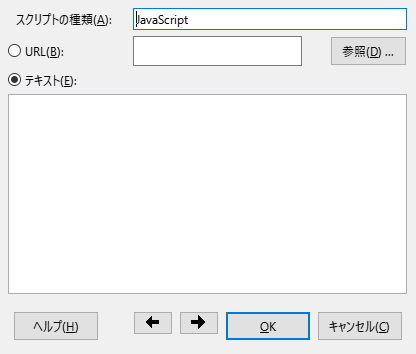 スクリプトの種類(A):
JavaScript
URL(B):
参照(D) ...
テキスト(E):
ヘルプ(H)
OK
キャンセル(C)